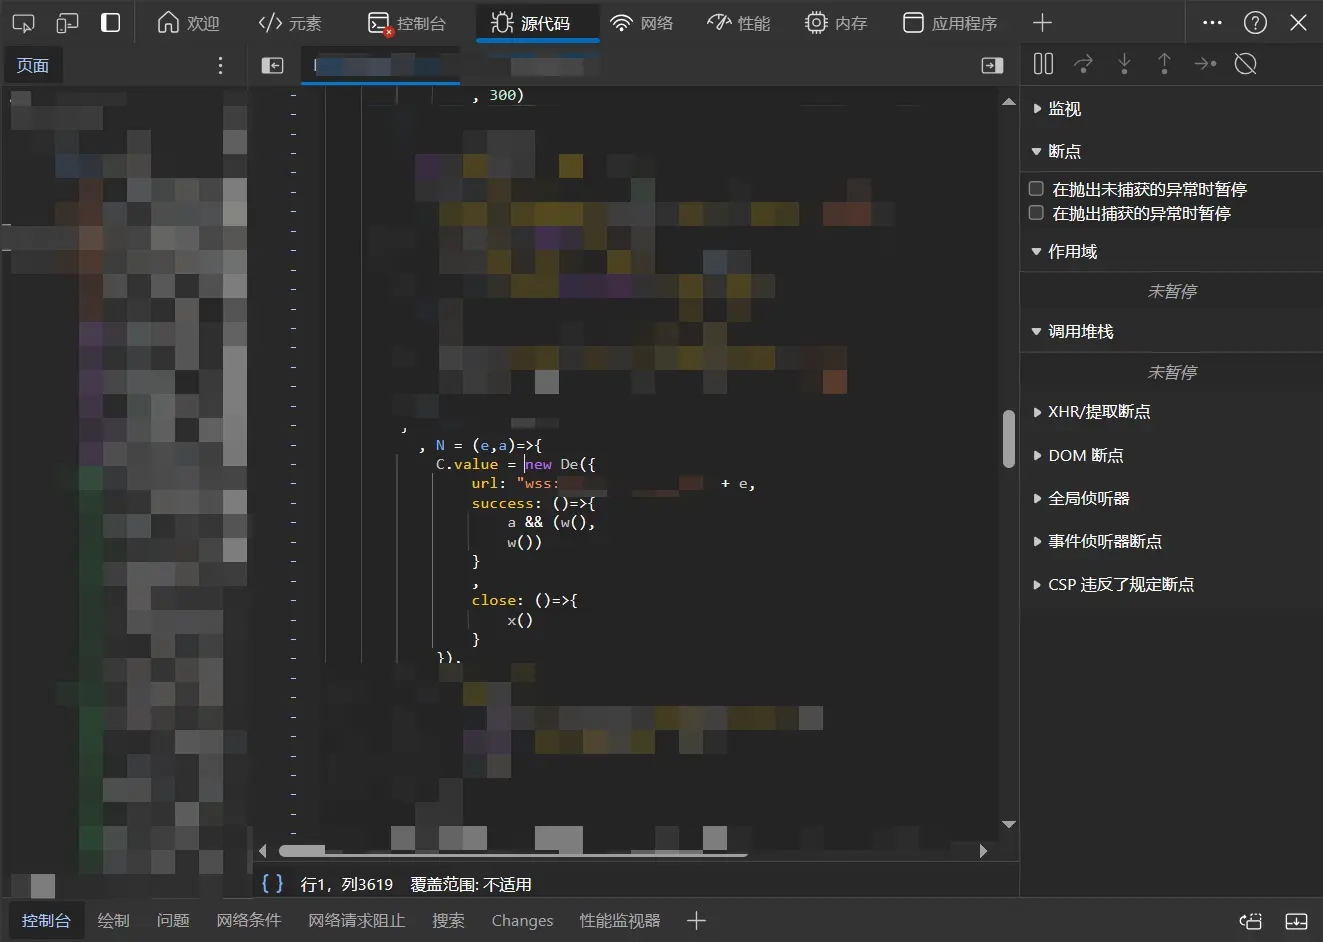 欢迎
元素
控制台
源代码
网络
性能
内存
应用程序
页面
, 300)
, N = (e,a)=>{
C.value = new De({
url: "wss: + e,
success: ()=>{
a && (w(),
w())
}
,
close: ()=>{
x()
}
}),
行1，列3619 覆盖范围: 不适用
监视
断点
在抛出未捕获的异常时暂停
在抛出捕获的异常时暂停
作用域
未暂停
调用堆栈
未暂停
XHR/提取断点
DOM 断点
全局侦听器
事件侦听器断点
CSP 违反了规定断点
控制台
绘制
问题
网络条件
网络请求阻止
搜索
Changes
性能监视器